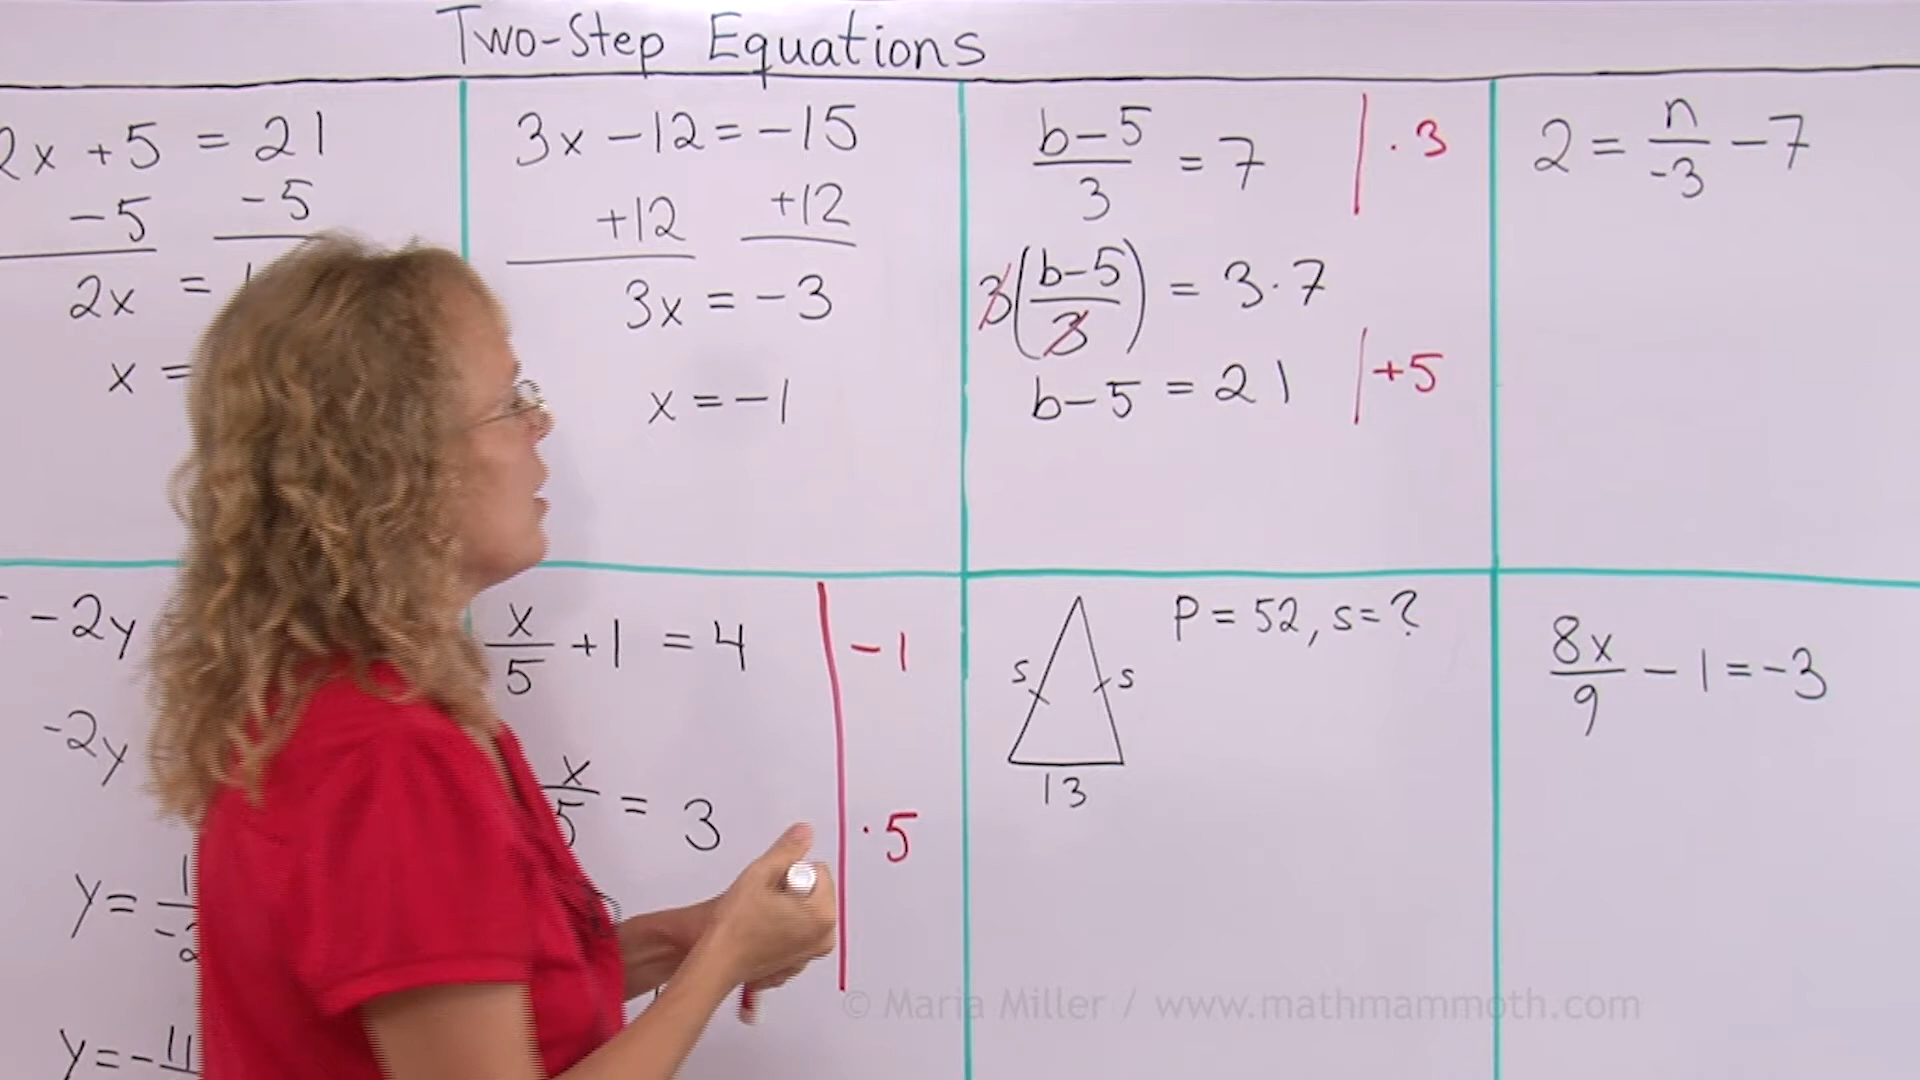 Two-Step Equations
2x + 5 = 21
-5 -5
2x =
x =
3x - 12 = -15
+12 +12
3x = -3
x = -1
b-5/3 = 7 | · 3
3(b-5/3) = 3·7
b-5 = 21 | +5
2 = n/-3 - 7
-2y
-2y
y =
y = -11
x/5 + 1 = 4 | -1
x/5 = 3 | · 5
P = 52, s = ?
s s
13
8x/9 - 1 = -3
© Maria Miller / www.mathmammoth.com